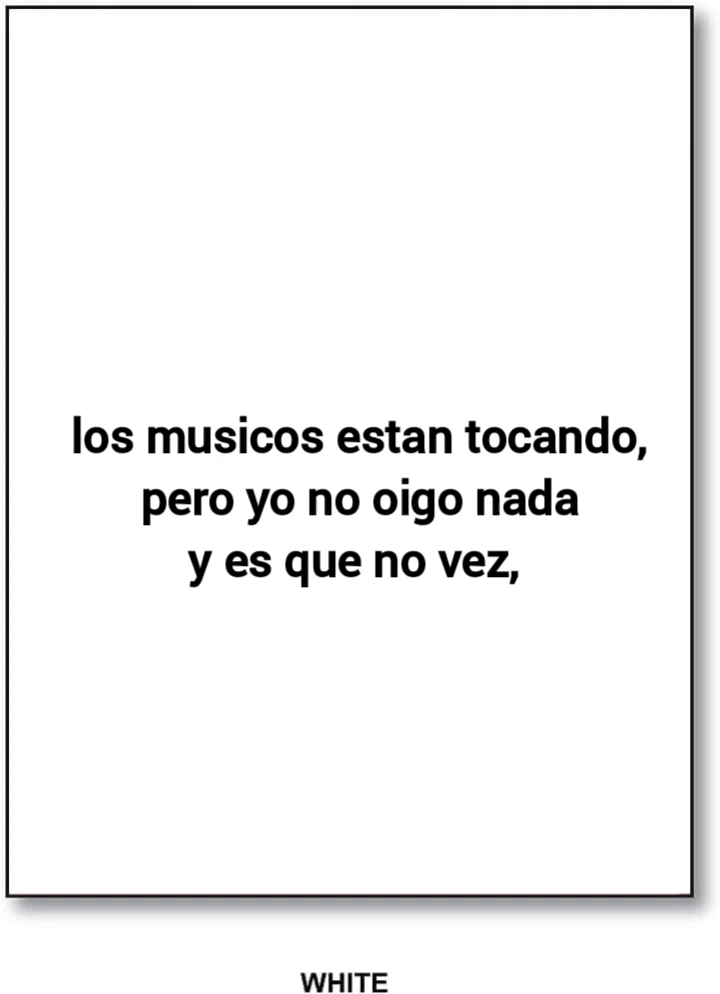 los musicos estan tocando,
pero yo no oigo nada
y es que no vez,
WHITE